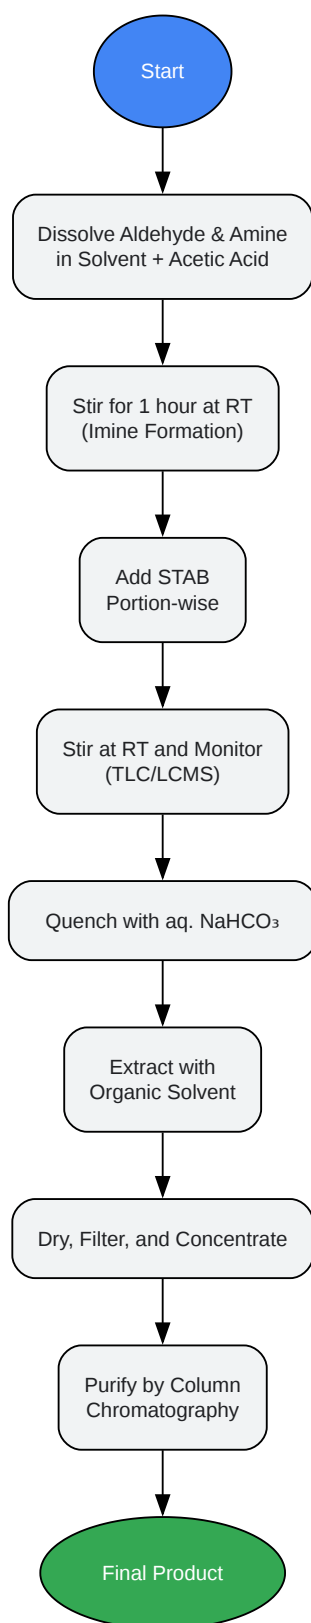 Start
Dissolve Aldehyde & Amine
in Solvent + Acetic Acid
Stir for 1 hour at RT
(Imine Formation)
Add STAB
Portion-wise
Stir at RT and Monitor
(TLC/LCMS)
Quench with aq. NaHCO₃
Extract with
Organic Solvent
Dry, Filter, and Concentrate
Purify by Column
Chromatography
Final Product